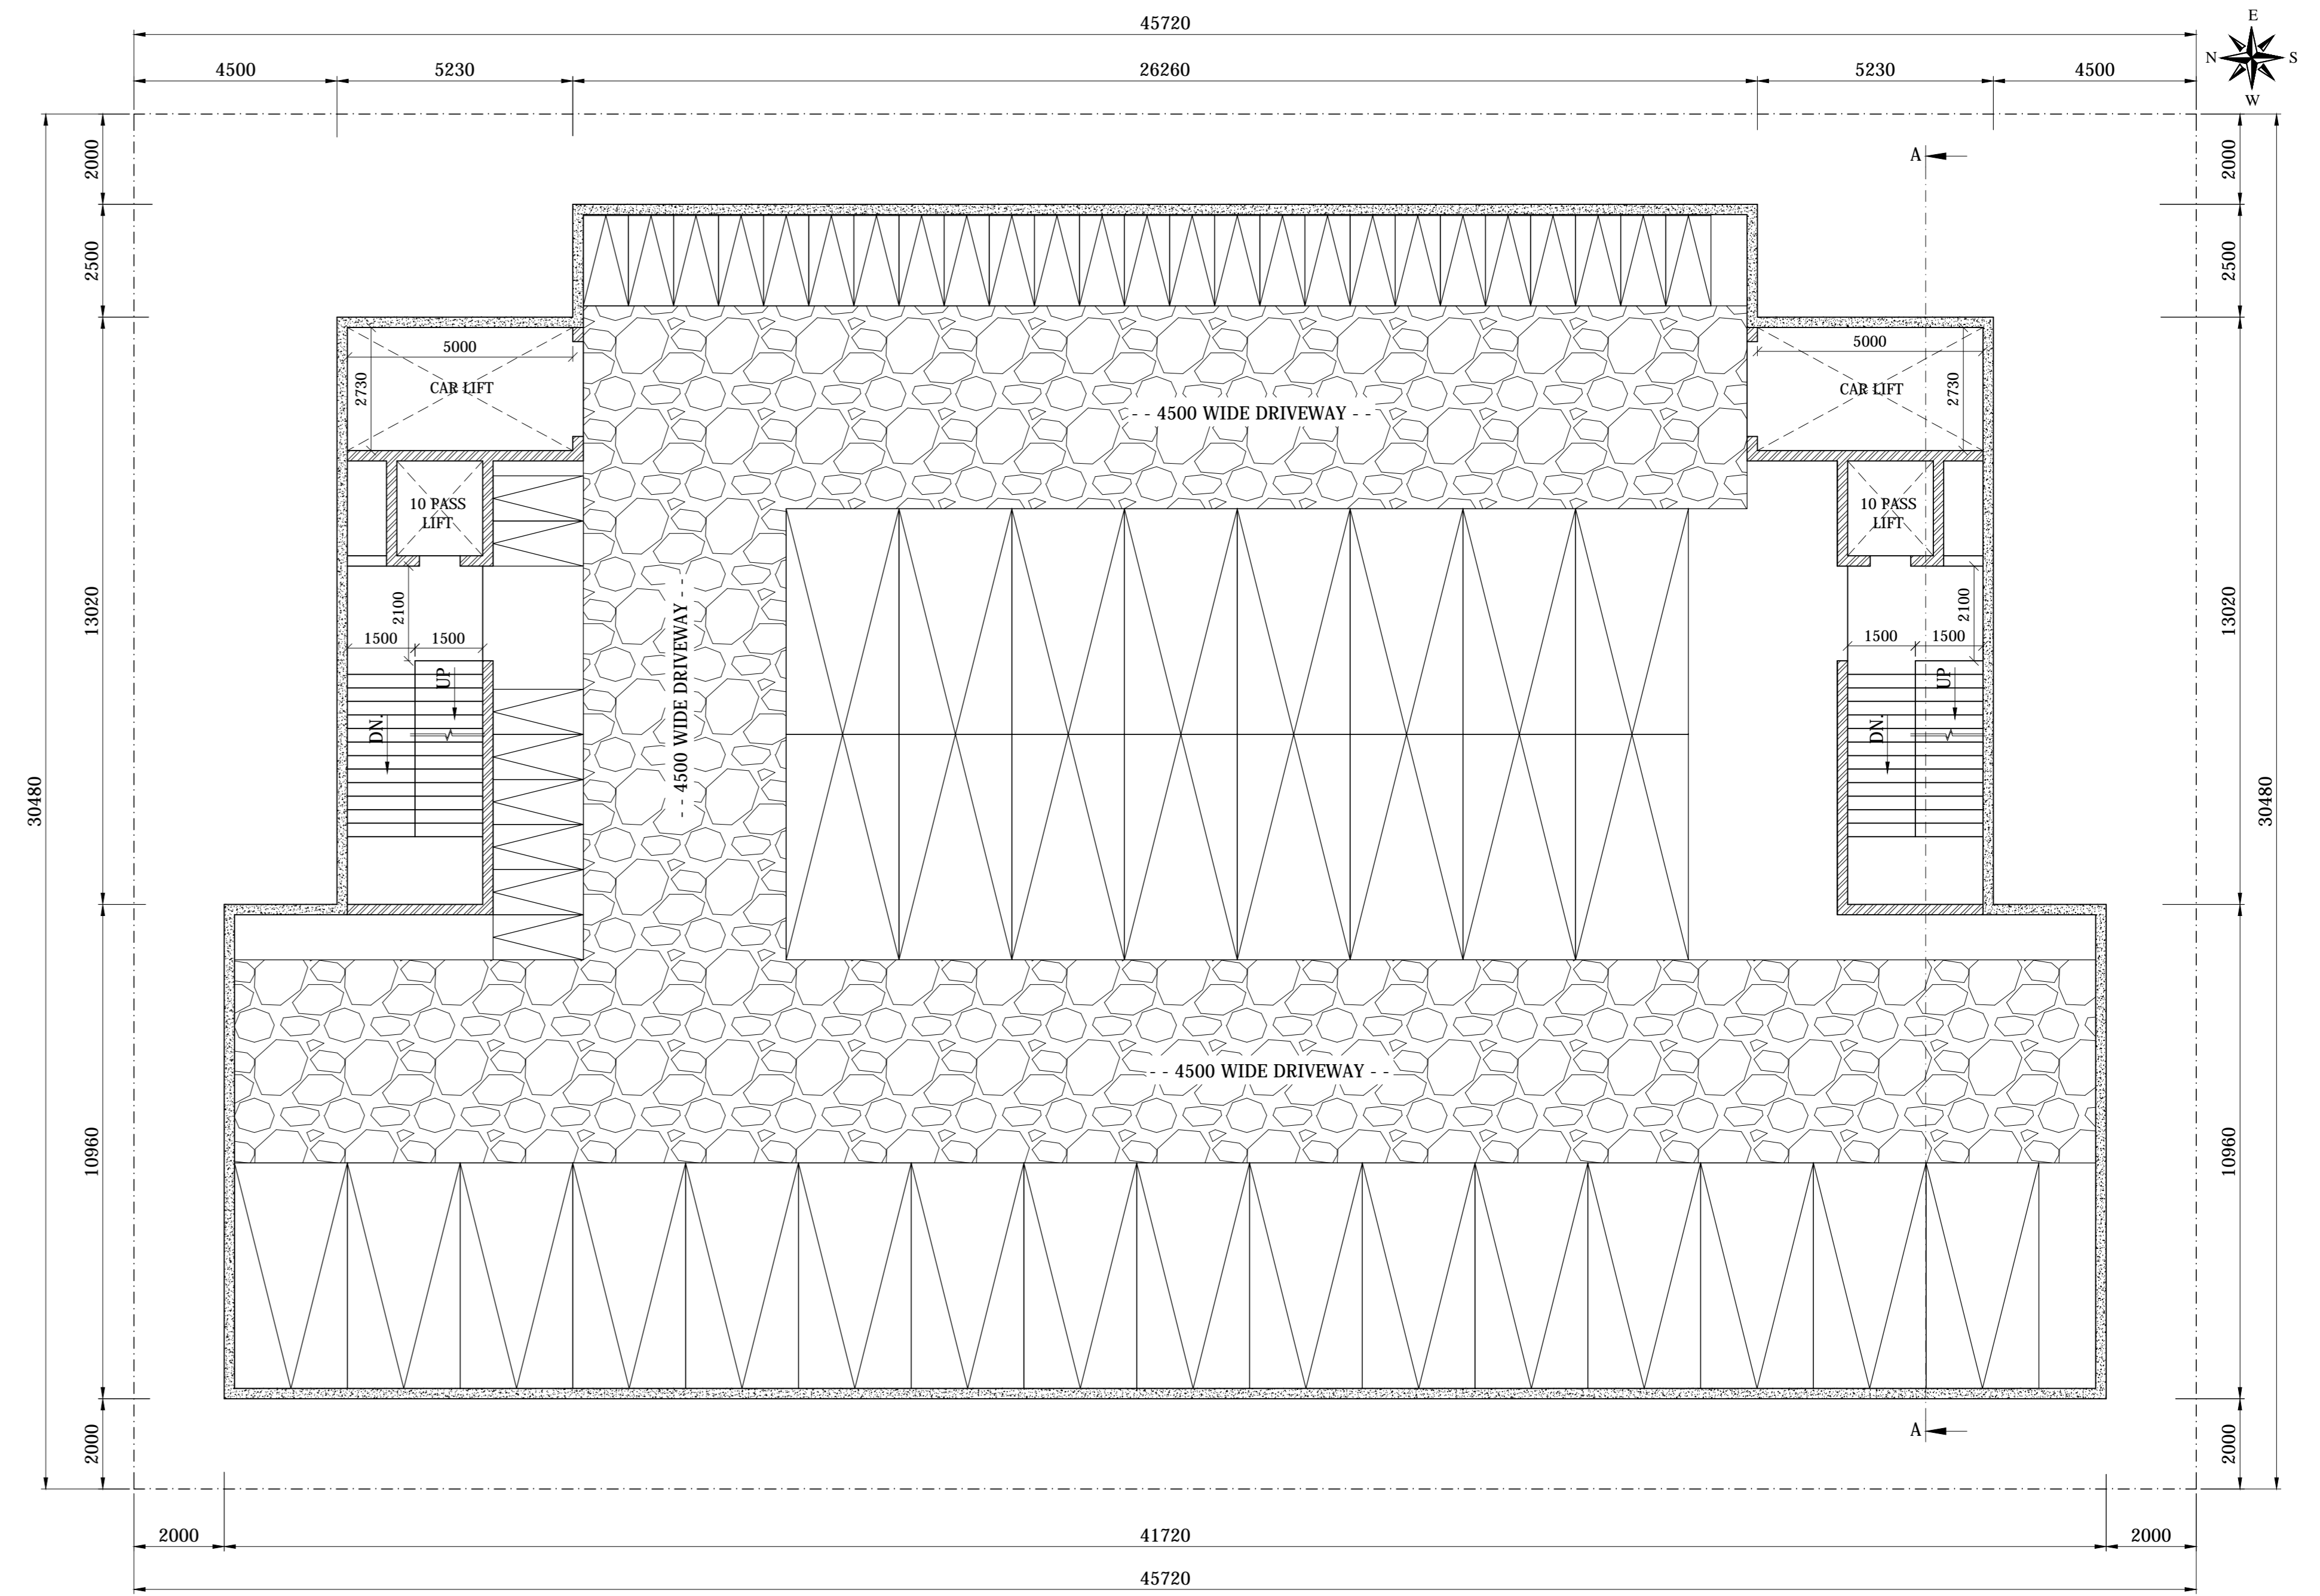 45720
E
4500
5230
26260
5230
4500
N
S
W
2000
2000
A
2500
2500
5000
5000
2730
CAR LIFT
CAR LIFT
2730
- - 4500 WIDE DRIVEWAY - -
10 PASS
LIFT
10 PASS
LIFT
13020
2100
- - 4500 WIDE DRIVEWAY - -
2100
13020
1500
1500
1500
1500
UP
UP
DN.
DN.
30480
30480
- - 4500 WIDE DRIVEWAY - -
10960
10960
A
2000
2000
2000
41720
2000
45720